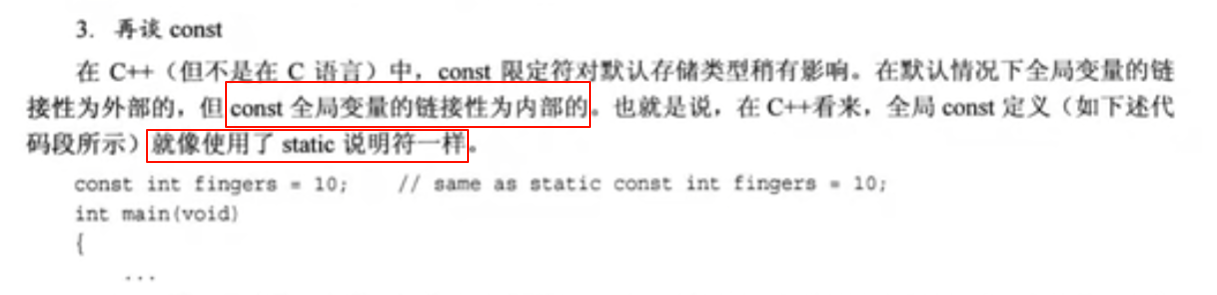 3. 再谈 const
在 C++（但不是在 C 语言）中，const 限定符对默认存储类型稍有影响。在默认情况下全局变量的链
接性为外部的，但 const 全局变量的链接性为内部的。也就是说，在 C++看来，全局 const 定义（如下述代
码段所示）就像使用了 static 说明符一样。
const int fingers = 10;    // same as static const int fingers = 10;
int main(void)
{
...